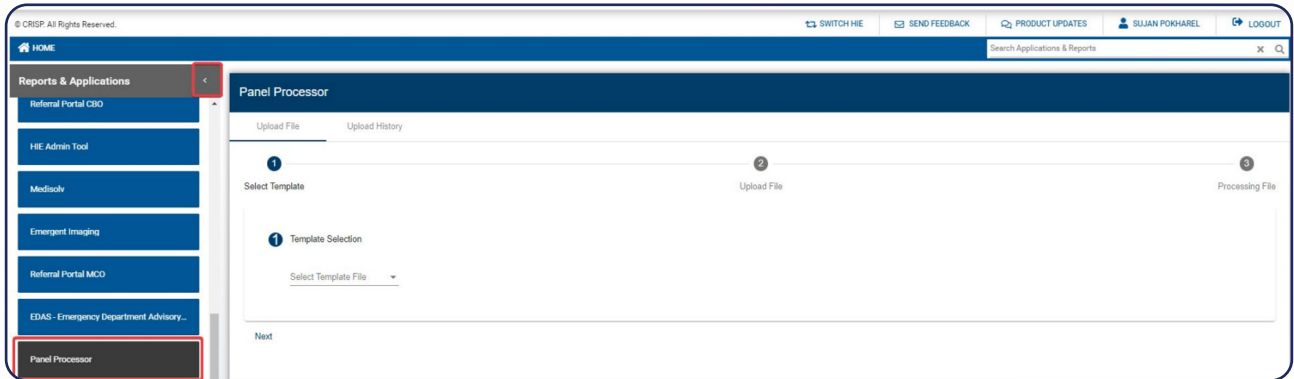 © CRISP. All Rights Reserved.
SWITCH HIE
SEND FEEDBACK
PRODUCT UPDATES
SUJAN POKHAREL
LOGOUT
HOME
Search Applications & Reports
X
Reports & Applications
<
Referral Portal CBO
HIE Admin Tool
Medisolv
Emergent Imaging
Referral Portal MCO
EDAS - Emergency Department Advisory...
Panel Processor
Panel Processor
Upload File
Upload History
1
2
3
Select Template
Upload File
Processing File
1 Template Selection
Select Template File
Next